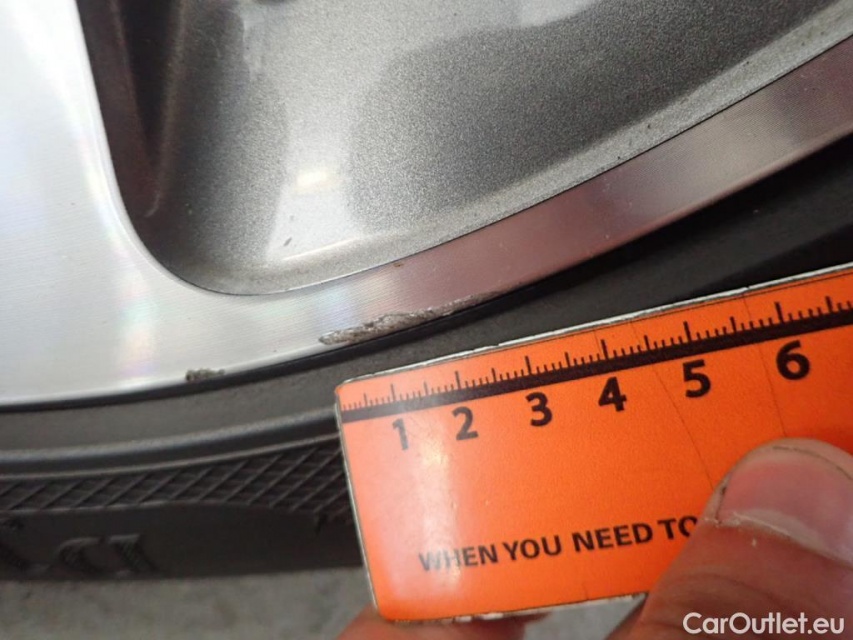 1 2 3 4 5 6
WHEN YOU NEED TO
CarOutlet.eu